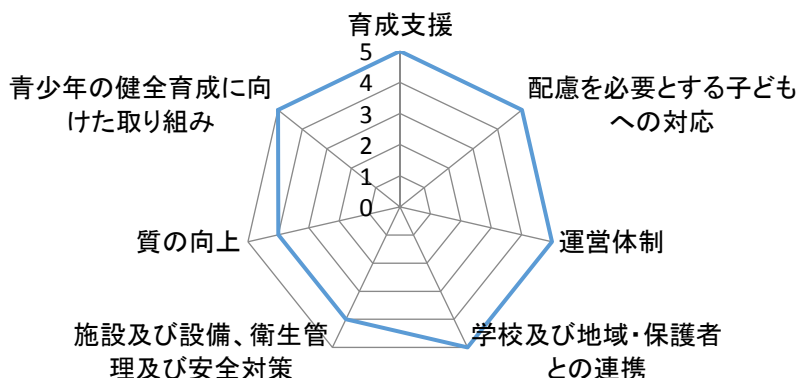 育成支援
配慮を必要とする子ども
への対応
運営体制
学校及び地域・保護者
との連携
施設及び設備、衛生管
理及び安全対策
質の向上
青少年の健全育成に向
けた取り組み
5
4
3
2
1
0